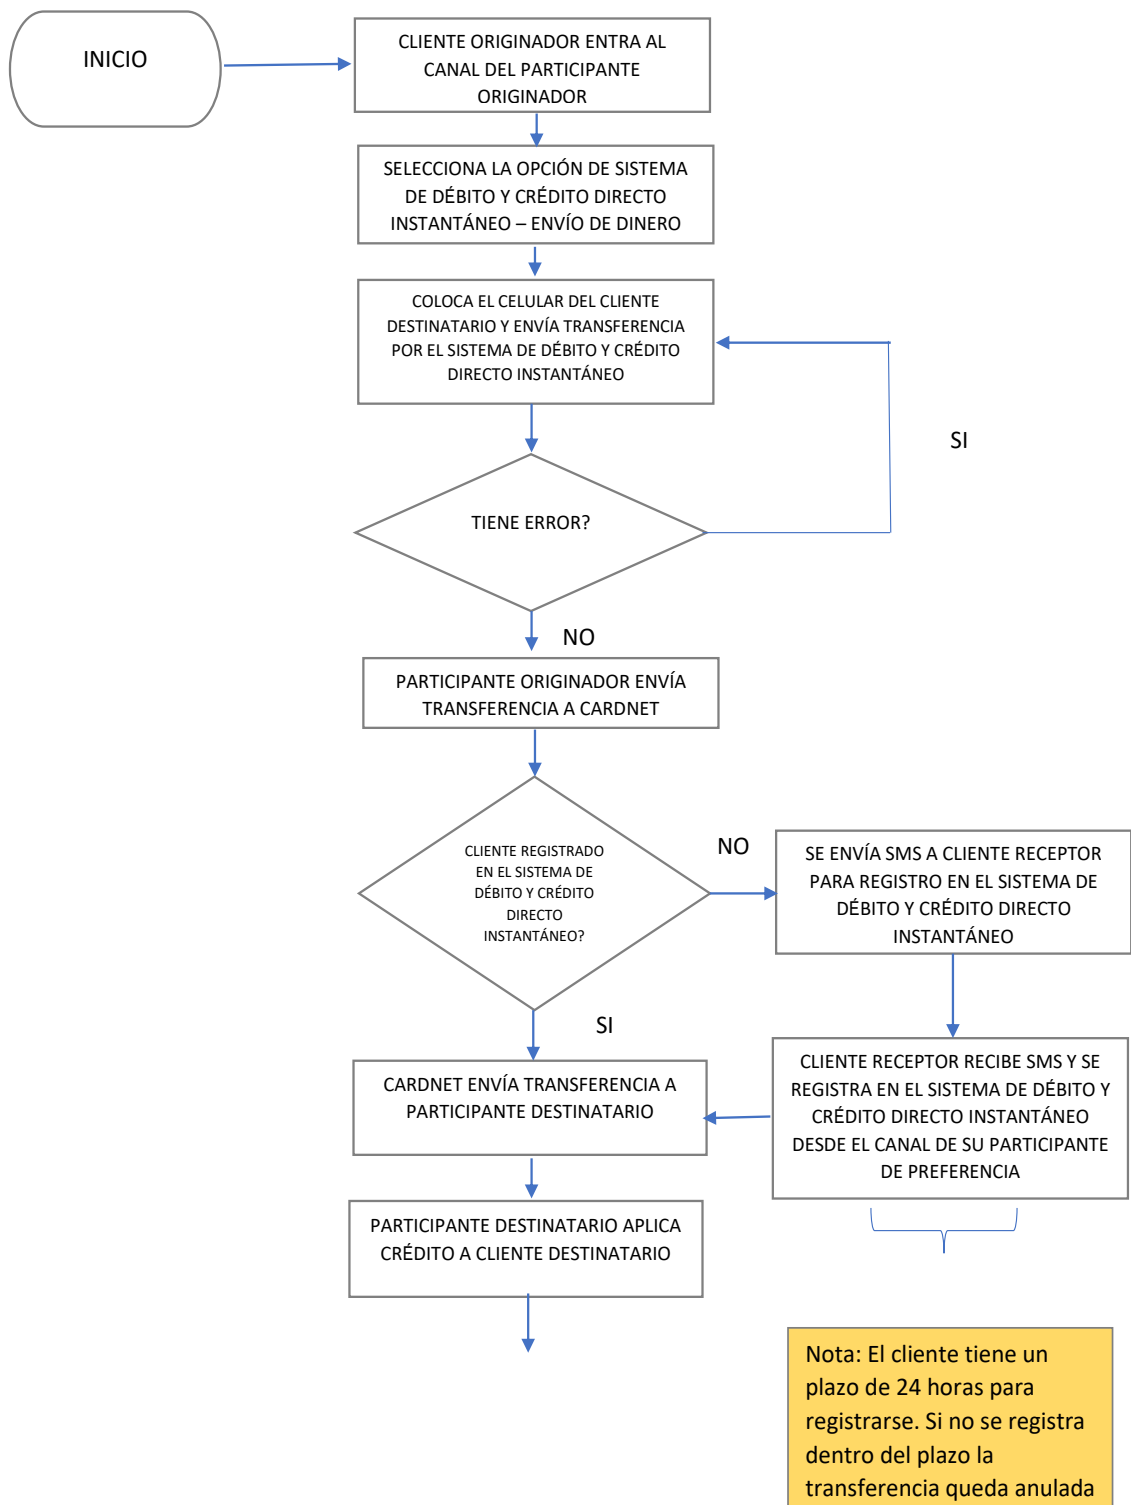 INICIO
CLIENTE ORIGINADOR ENTRA AL
CANAL DEL PARTICIPANTE
ORIGINADOR
SELECCIONA LA OPCIÓN DE SISTEMA
DE DÉBITO Y CRÉDITO DIRECTO
INSTANTÁNEO – ENVÍO DE DINERO
COLOCA EL CELULAR DEL CLIENTE
DESTINATARIO Y ENVÍA TRANSFERENCIA
POR EL SISTEMA DE DÉBITO Y CRÉDITO
DIRECTO INSTANTÁNEO
SI
TIENE ERROR?
NO
PARTICIPANTE ORIGINADOR ENVÍA
TRANSFERENCIA A CARDNET
CLIENTE REGISTRADO
EN EL SISTEMA DE
DÉBITO Y CRÉDITO
DIRECTO
INSTANTÁNEO?
NO
SE ENVÍA SMS A CLIENTE RECEPTOR
PARA REGISTRO EN EL SISTEMA DE
DÉBITO Y CRÉDITO DIRECTO
INSTANTÁNEO
SI
CARDNET ENVÍA TRANSFERENCIA A
PARTICIPANTE DESTINATARIO
CLIENTE RECEPTOR RECIBE SMS Y SE
REGISTRA EN EL SISTEMA DE DÉBITO Y
CRÉDITO DIRECTO INSTANTÁNEO
DESDE EL CANAL DE SU PARTICIPANTE
DE PREFERENCIA
PARTICIPANTE DESTINATARIO APLICA
CRÉDITO A CLIENTE DESTINATARIO
Nota: El cliente tiene un
plazo de 24 horas para
registrarse. Si no se registra
dentro del plazo la
transferencia queda anulada